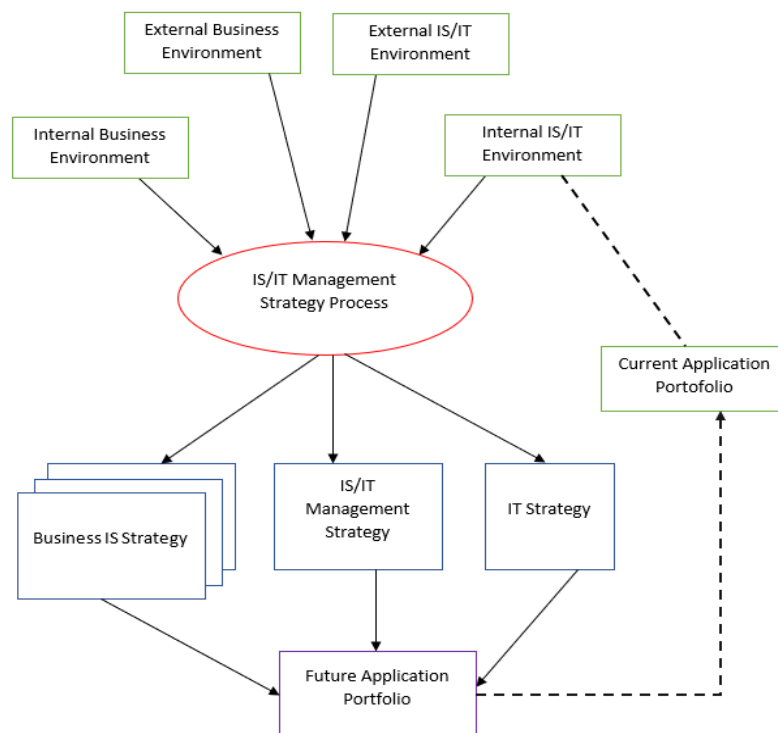 External Business
Environment
External IS/IT
Environment
Internal Business
Environment
Internal IS/IT
Environment
IS/IT Management
Strategy Process
Current Application
Portofolio
Business IS Strategy
IS/IT
Management
Strategy
IT Strategy
Future Application
Portfolio